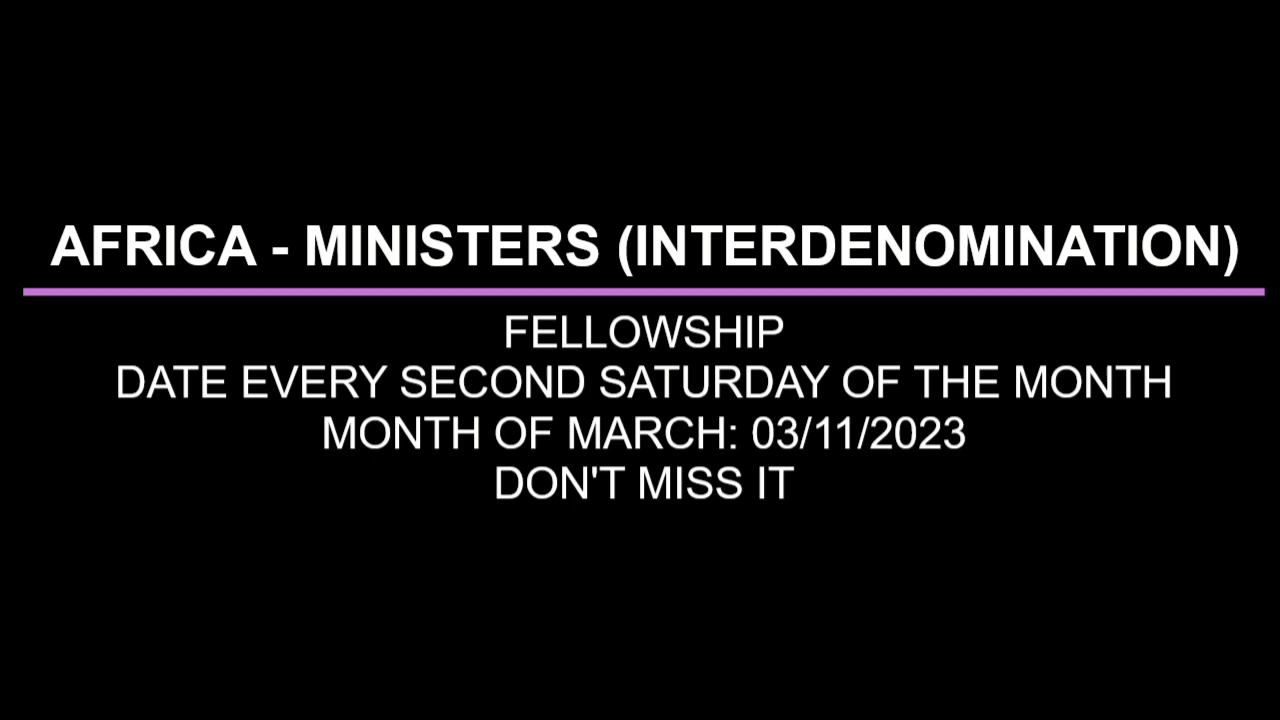 AFRICA - MINISTERS (INTERDENOMINATION)
FELLOWSHIP
DATE EVERY SECOND SATURDAY OF THE MONTH
MONTH OF MARCH: 03/11/2023
DON'T MISS IT